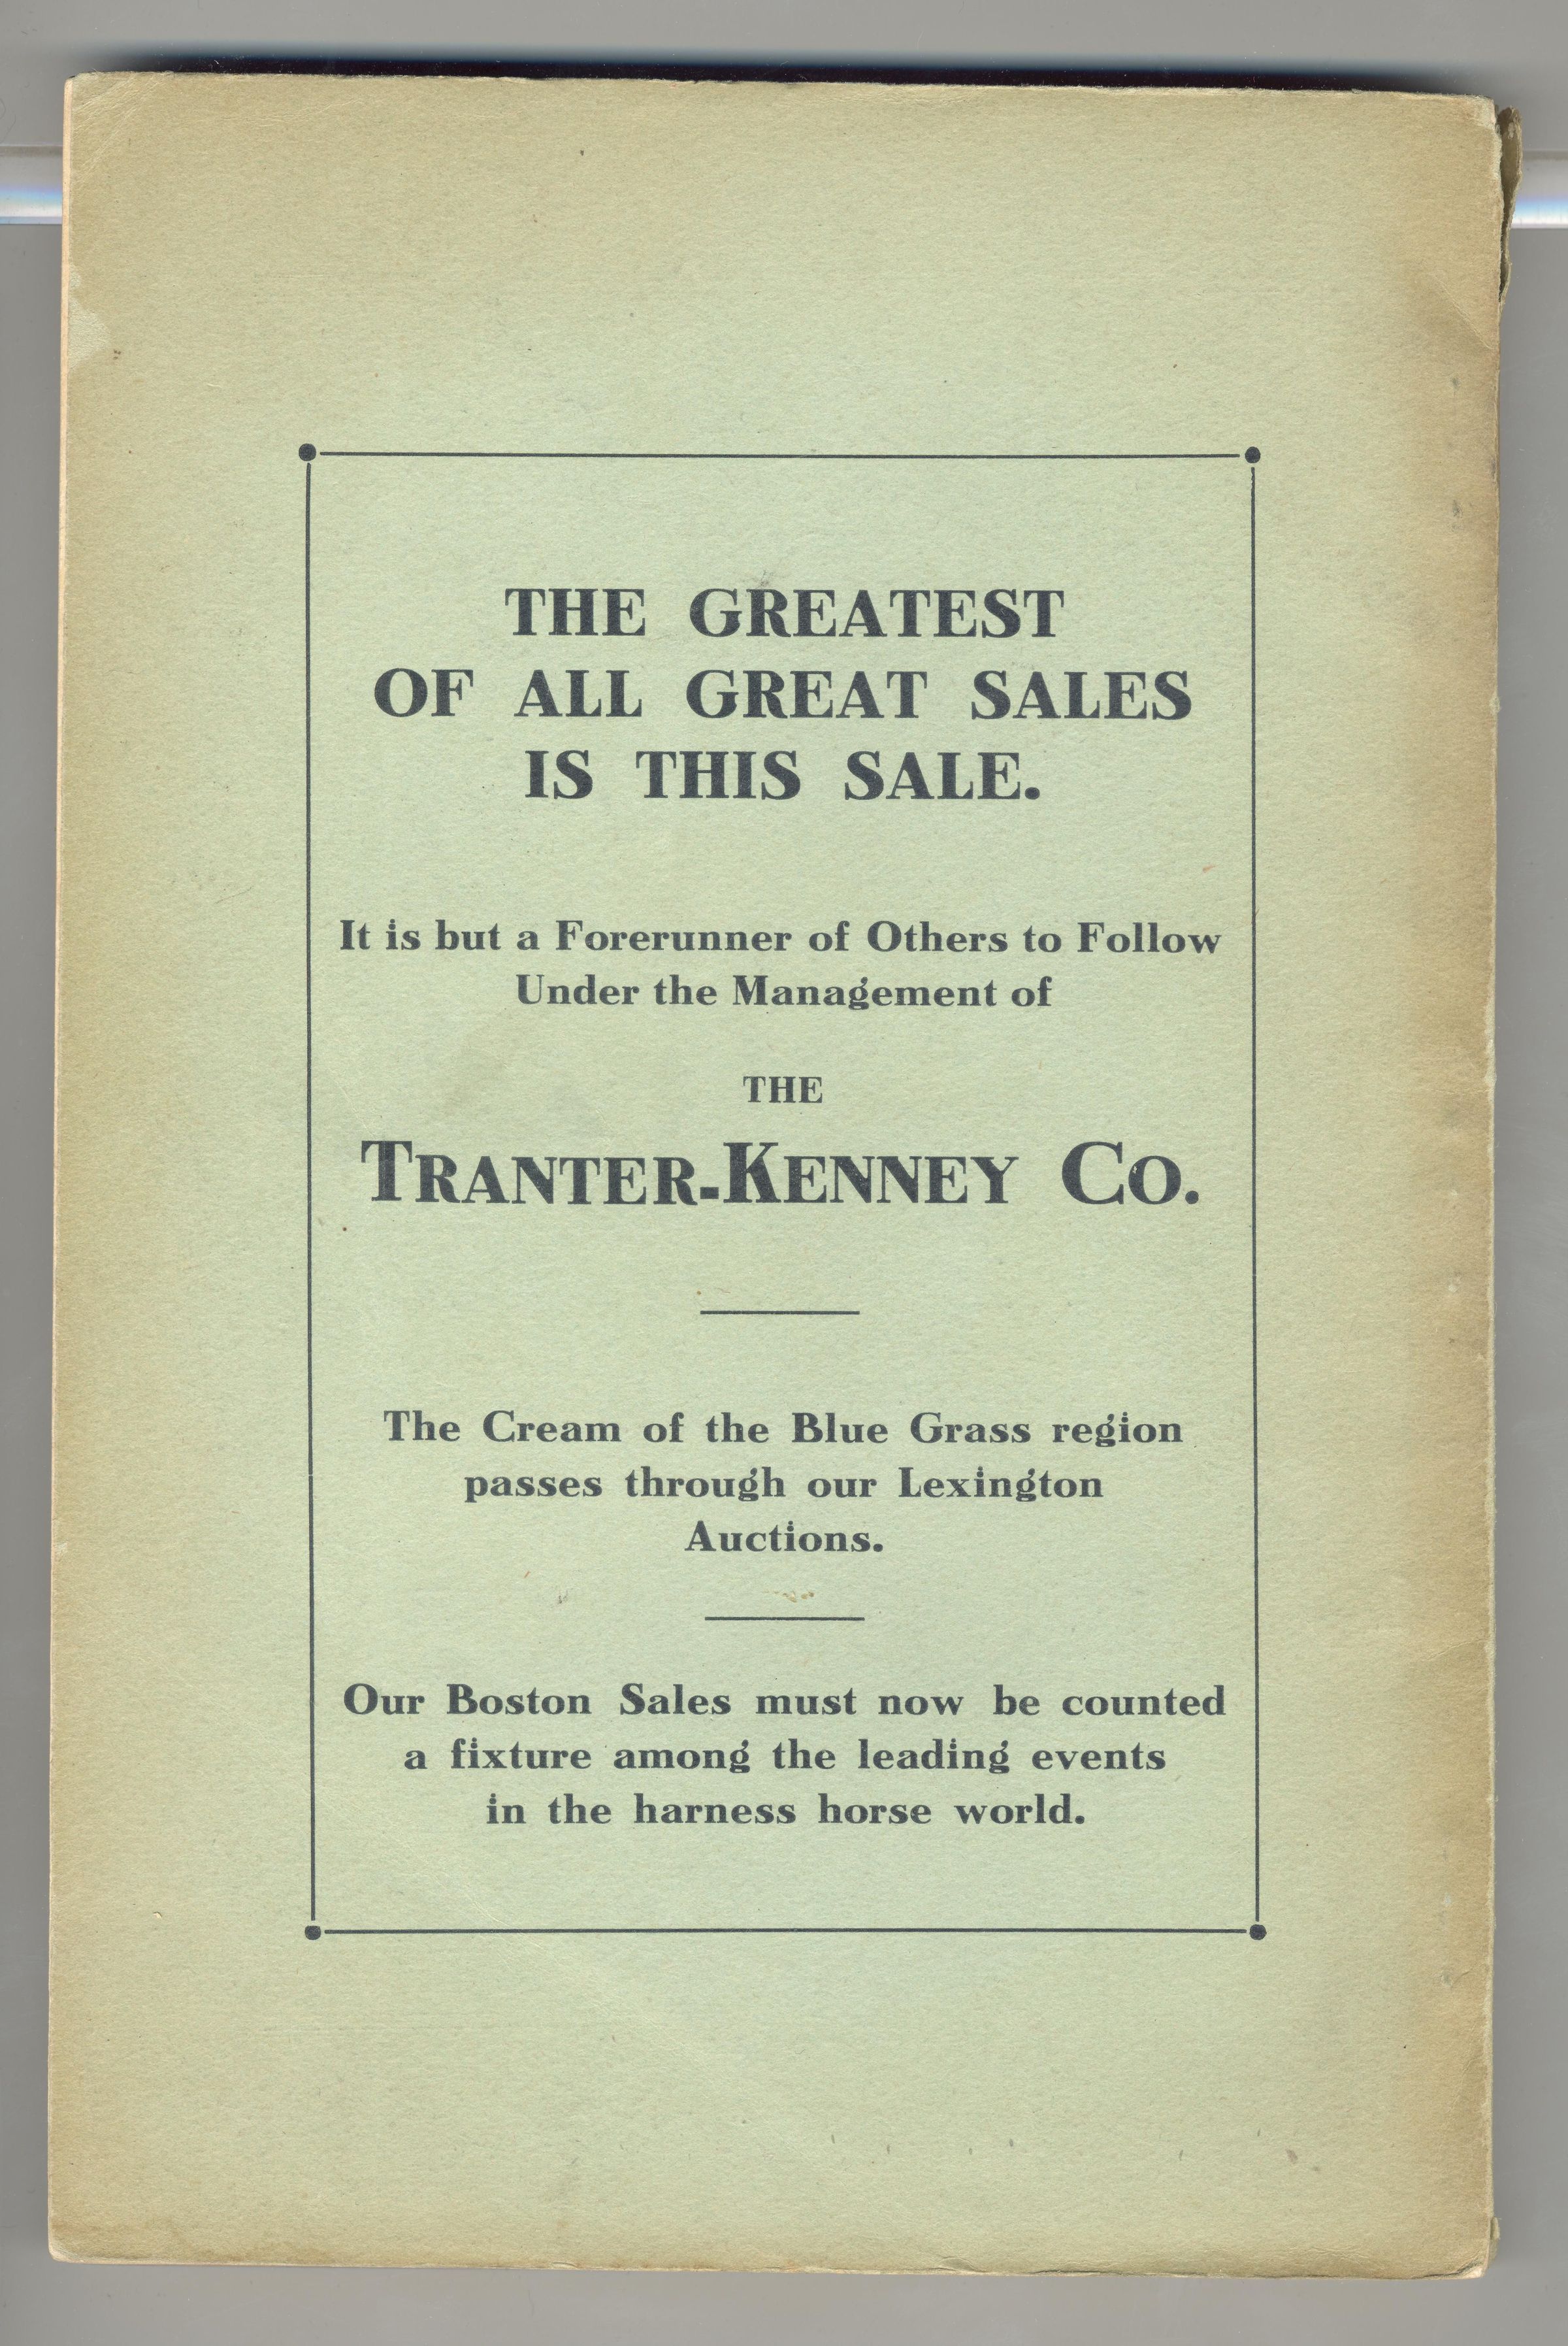 THE GREATEST
OF ALL GREAT SALES
IS THIS SALE.
It is but a Forerunner of Others to Follow
Under the Management of
THE
TRANTER-KENNEY CO.
The Cream of the Blue Grass region
passes through our Lexington
Auctions.
Our Boston Sales must now be counted
a fixture among the leading events
in the harness horse world.